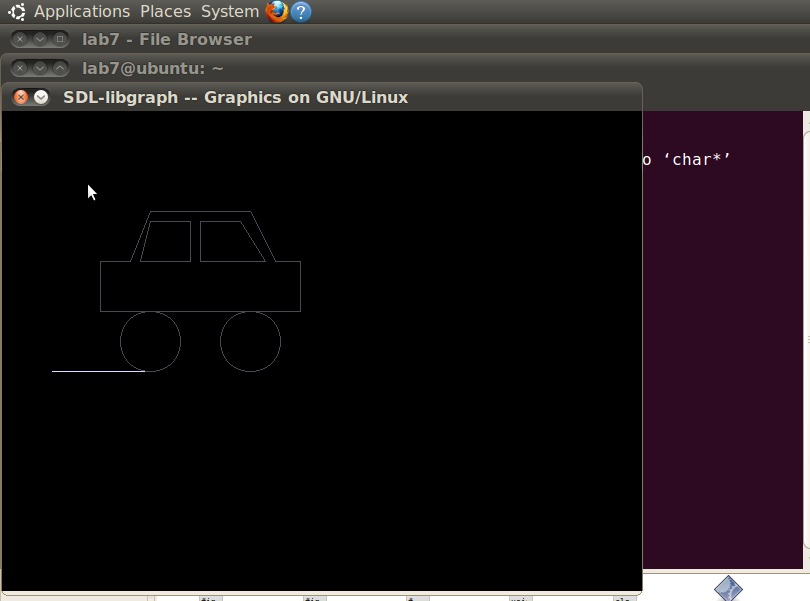 Applications Places System
lab7 - File Browser
lab7@ubuntu: ~
SDL-libgraph -- Graphics on GNU/Linux
o ‘char*’